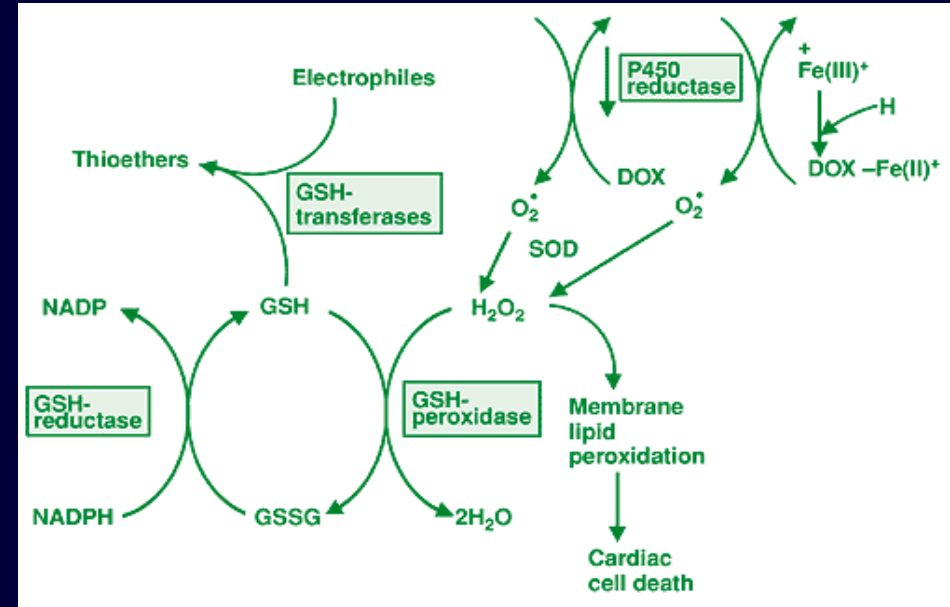 Electrophiles
P450
reductase
+
Fe(III)⁺
H
Thioethers
GSH-
transferases
DOX
DOX –Fe(II)⁺
O₂•
O₂•
SOD
NADP
GSH
H₂O₂
GSH-
reductase
GSH-
peroxidase
Membrane
lipid
peroxidation
NADPH
GSSG
2H₂O
Cardiac
cell death